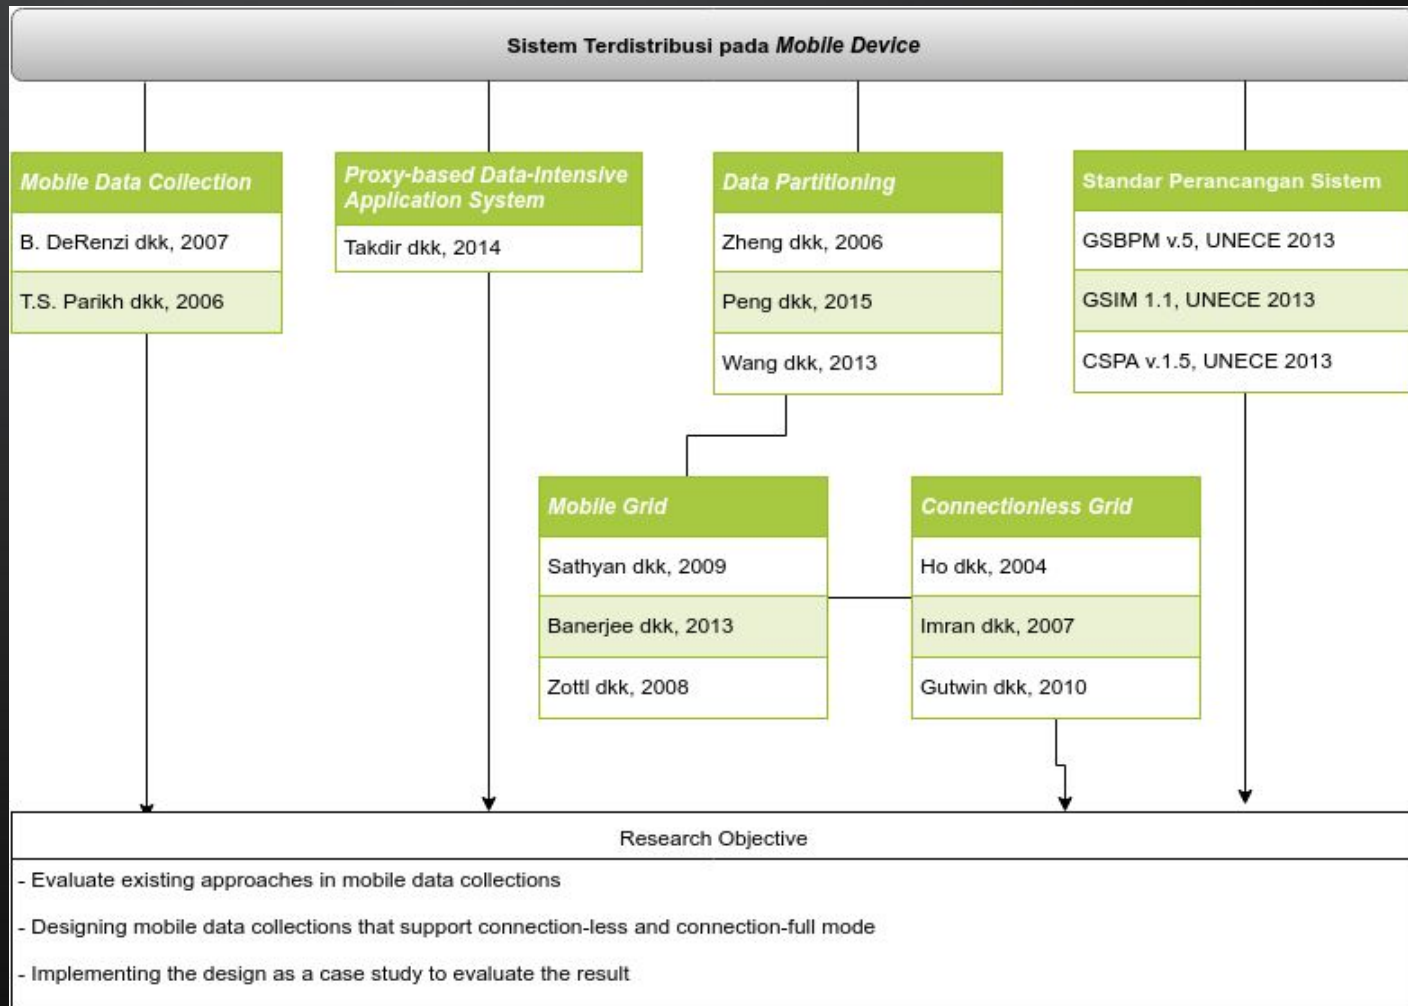 Sistem Terdistribusi pada Mobile Device
Mobile Data Collection
B. DeRenzi dkk, 2007
T.S. Parikh dkk, 2006
Proxy-based Data-Intensive
Application System
Takdir dkk, 2014
Data Partitioning
Zheng dkk, 2006
Peng dkk, 2015
Wang dkk, 2013
Standar Perancangan Sistem
GSBPM v.5, UNECE 2013
GSIM 1.1, UNECE 2013
CSPA v.1.5, UNECE 2013
Mobile Grid
Sathyan dkk, 2009
Banerjee dkk, 2013
Zottl dkk, 2008
Connectionless Grid
Ho dkk, 2004
Imran dkk, 2007
Gutwin dkk, 2010
Research Objective
- Evaluate existing approaches in mobile data collections
- Designing mobile data collections that support connection-less and connection-full mode
- Implementing the design as a case study to evaluate the result